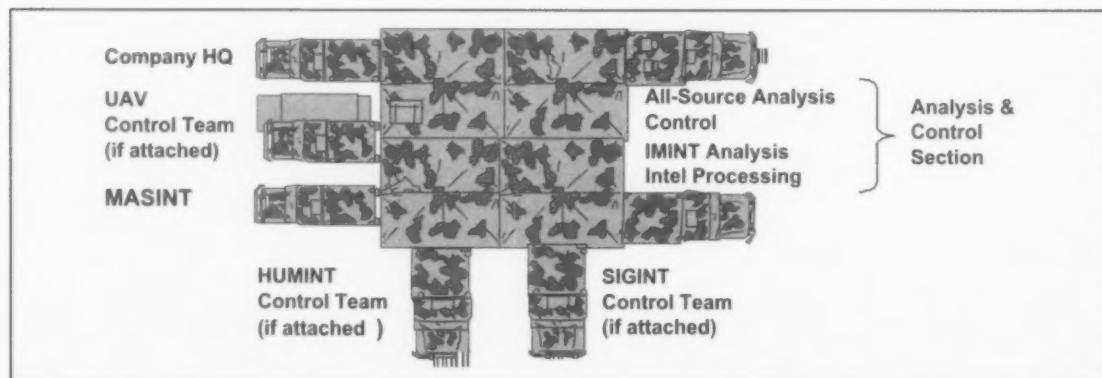 Company HQ
UAV
Control Team
(if attached)
MASINT
HUMINT
Control Team
(if attached )
SIGINT
Control Team
(if attached)
All-Source Analysis
Control
IMINT Analysis
Intel Processing
Analysis &
Control
Section